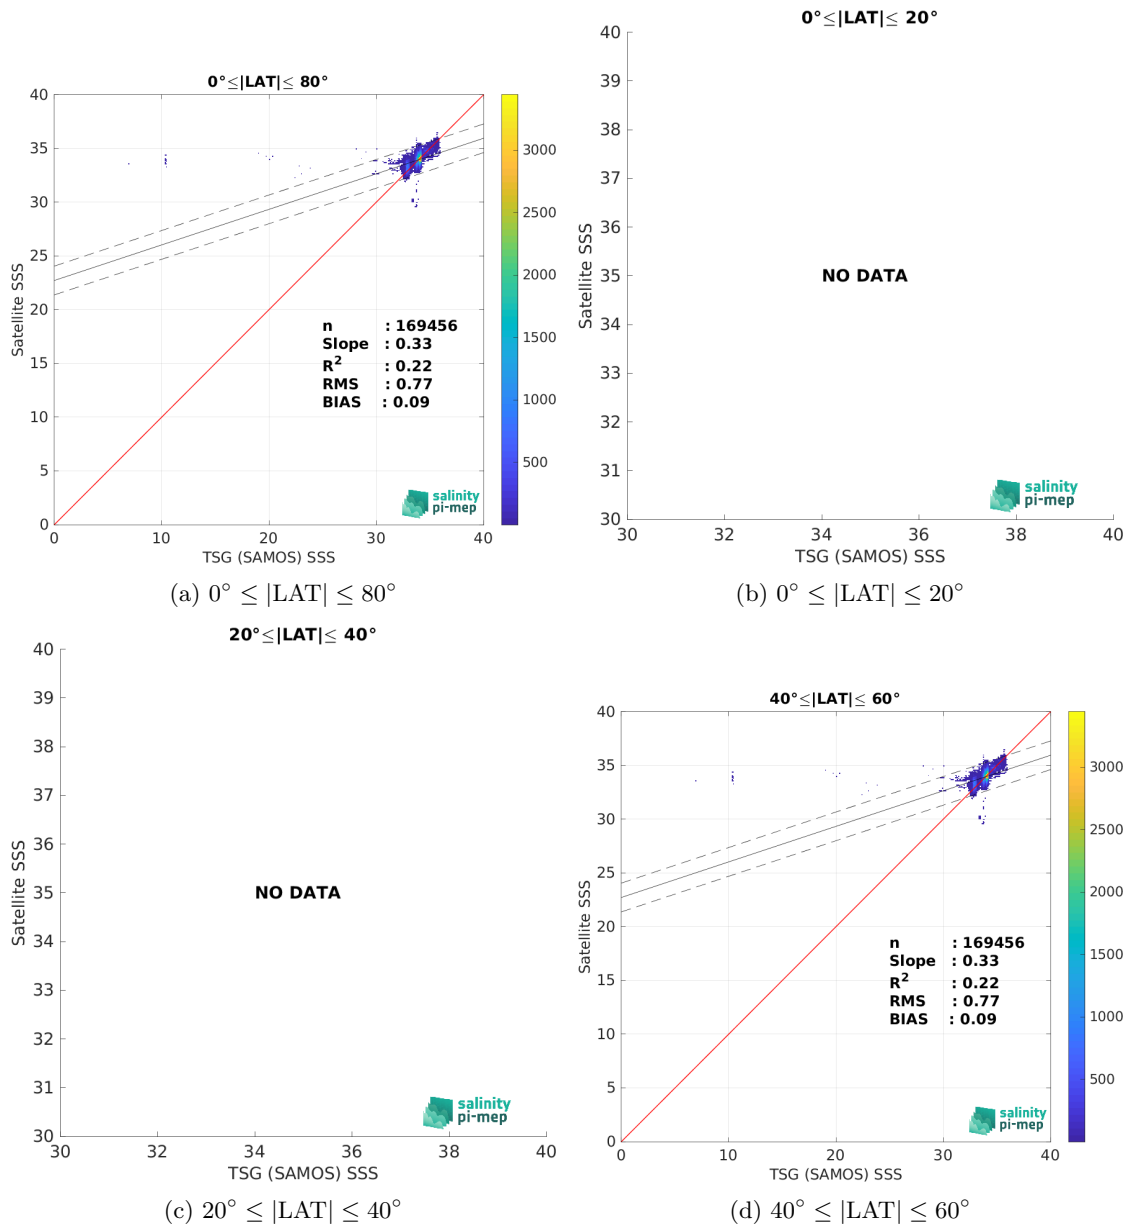 0°≤|LAT|≤ 80°
40
35
30
25
20
15
10
5
0
Satellite SSS
n : 169456
Slope : 0.33
R² : 0.22
RMS : 0.77
BIAS : 0.09
salinity
pi-mep
0 10 20 30 40
TSG (SAMOS) SSS
3000
2500
2000
1500
1000
500
(a) 0° ≤ |LAT| ≤ 80°
0°≤|LAT|≤ 20°
40
39
38
37
36
35
34
33
32
31
30
Satellite SSS
NO DATA
salinity
pi-mep
30 32 34 36 38 40
TSG (SAMOS) SSS
(b) 0° ≤ |LAT| ≤ 20°
20°≤|LAT|≤ 40°
40
39
38
37
36
35
34
33
32
31
30
Satellite SSS
NO DATA
salinity
pi-mep
30 32 34 36 38 40
TSG (SAMOS) SSS
(c) 20° ≤ |LAT| ≤ 40°
40°≤|LAT|≤ 60°
40
35
30
25
20
15
10
5
0
Satellite SSS
n : 169456
Slope : 0.33
R² : 0.22
RMS : 0.77
BIAS : 0.09
salinity
pi-mep
0 10 20 30 40
TSG (SAMOS) SSS
3000
2500
2000
1500
1000
500
(d) 40° ≤ |LAT| ≤ 60°